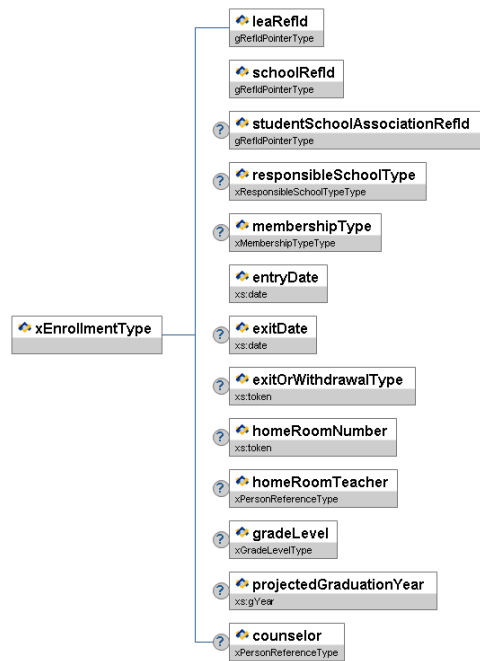 leaRefId
gRefIdPointerType
schoolRefId
gRefIdPointerType
? studentSchoolAssociationRefId
gRefIdPointerType
? responsibleSchoolType
xResponsibleSchoolTypeType
? membershipType
xMembershipTypeType
entryDate
xs:date
xEnrollmentType
? exitDate
xs:date
? exitOrWithdrawalType
xs:token
? homeRoomNumber
xs:token
? homeRoomTeacher
xPersonReferenceType
? gradeLevel
xGradeLevelType
? projectedGraduationYear
xs:gYear
? counselor
xPersonReferenceType